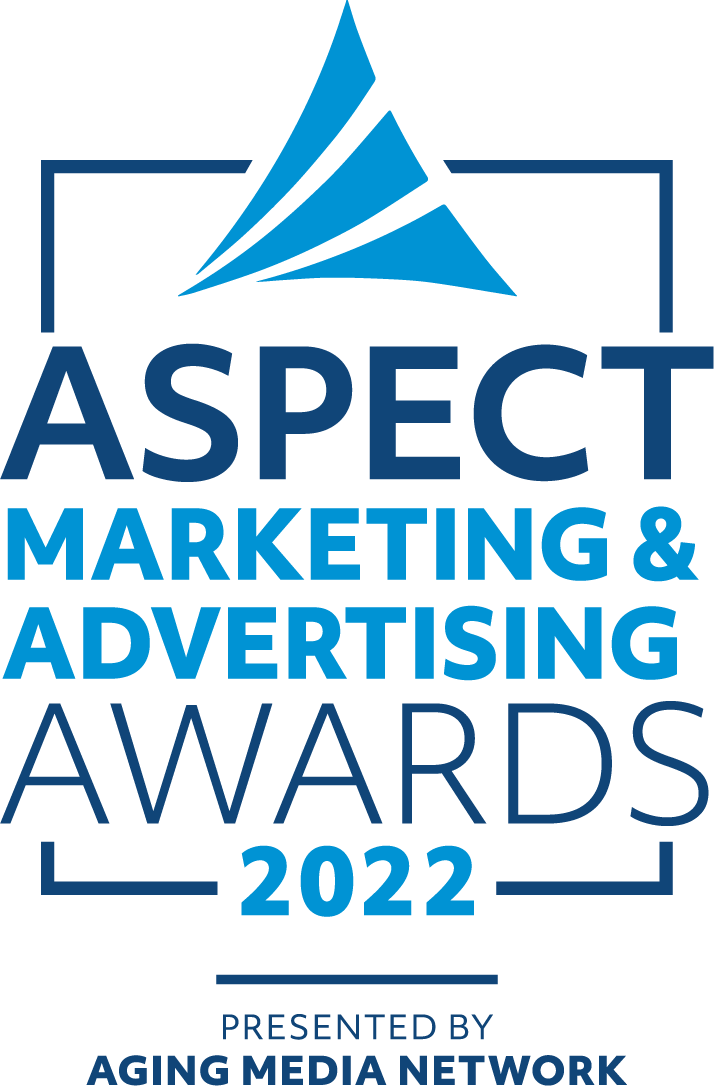 ASPECT
MARKETING &
ADVERTISING
AWARDS
2022
PRESENTED BY
AGING MEDIA NETWORK